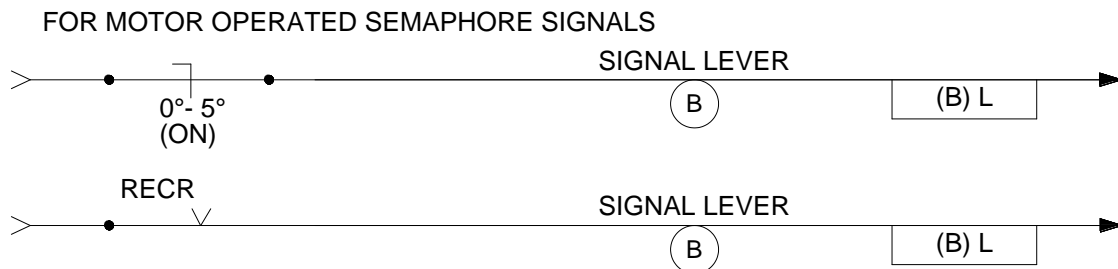 FOR MOTOR OPERATED SEMAPHORE SIGNALS
SIGNAL LEVER
B
(B) L
0°- 5°
(ON)
RECR
SIGNAL LEVER
B
(B) L